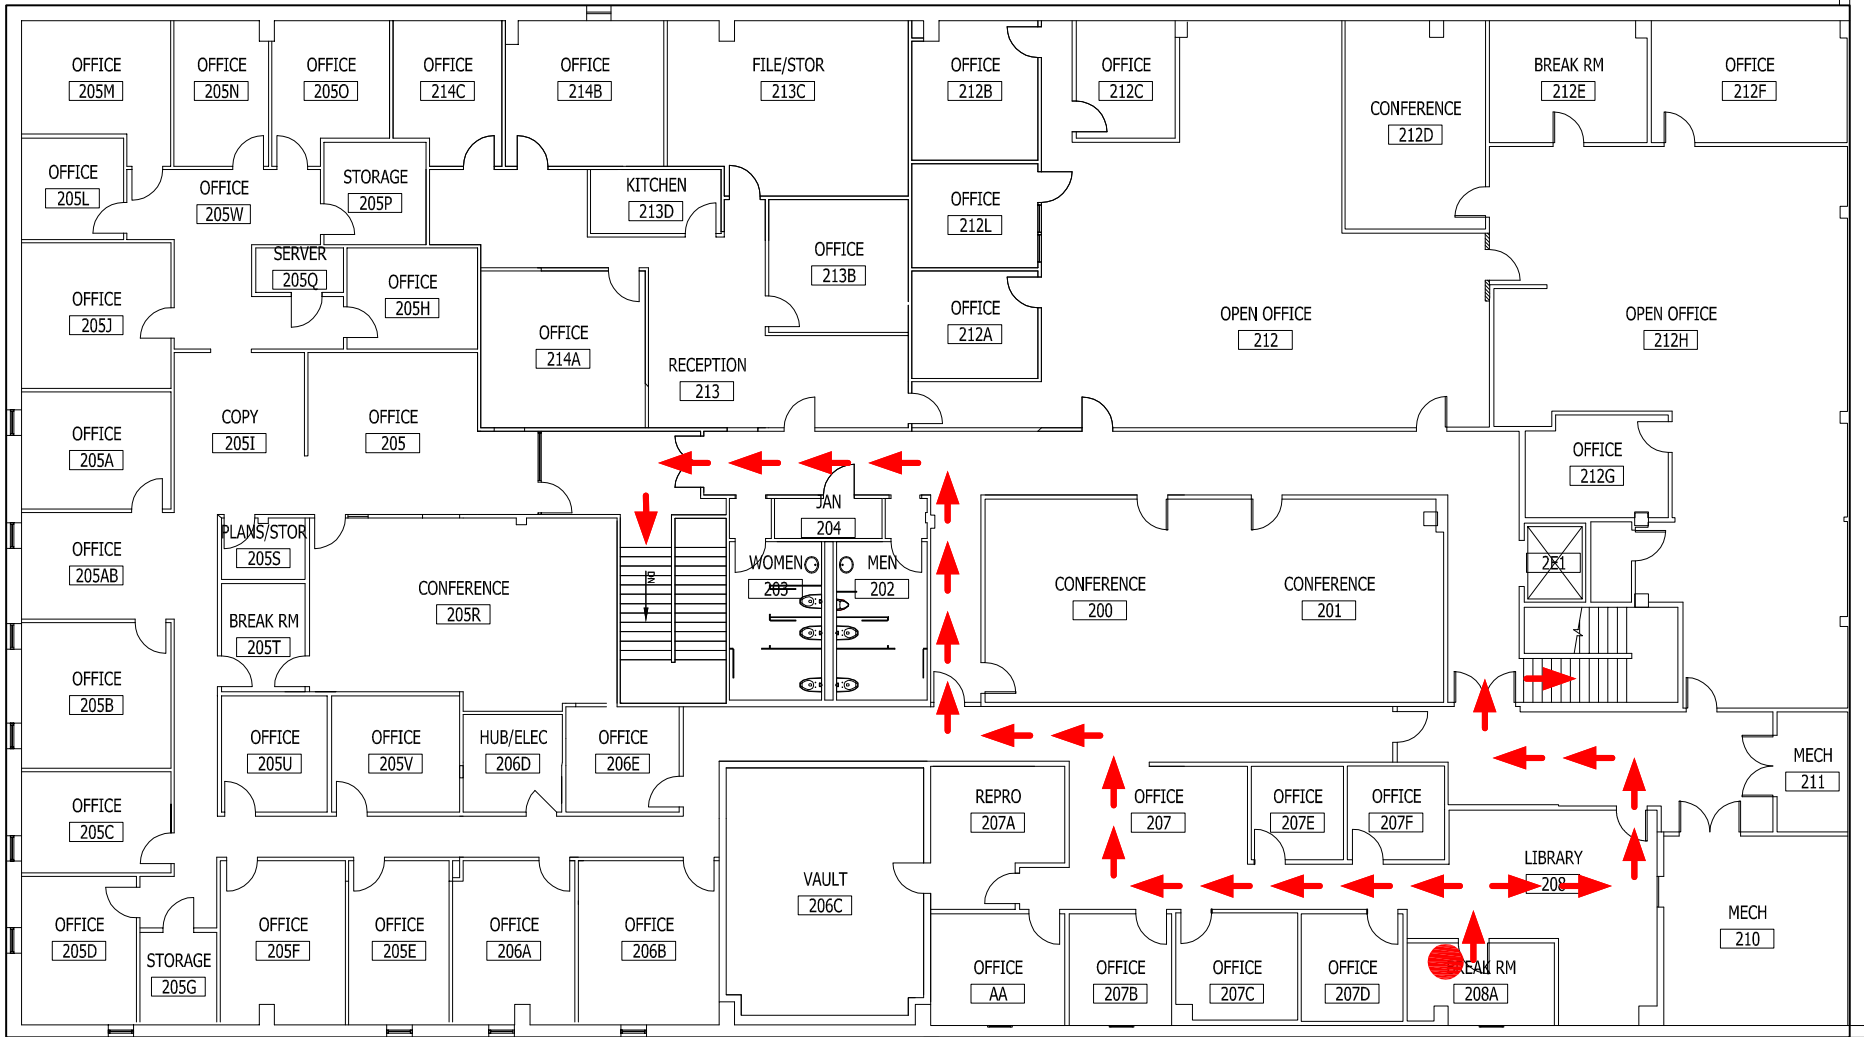 OFFICE
205M
OFFICE
205N
OFFICE
205O
OFFICE
214C
OFFICE
214B
FILE/STOR
213C
OFFICE
212B
OFFICE
212C
CONFERENCE
212D
BREAK RM
212E
OFFICE
212F
OFFICE
205L
OFFICE
205W
STORAGE
205P
KITCHEN
213D
OFFICE
212L
SERVER
205Q
OFFICE
205H
OFFICE
213B
OFFICE
205J
OFFICE
214A
OFFICE
212A
OPEN OFFICE
212
OPEN OFFICE
212H
RECEPTION
213
OFFICE
205A
COPY
205I
OFFICE
205
OFFICE
212G
JAN
204
PLANS/STOR
205S
OFFICE
205AB
WOMEN
203
MEN
202
DN
CONFERENCE
205R
CONFERENCE
200
CONFERENCE
201
2E1
BREAK RM
205T
OFFICE
205B
OFFICE
205U
OFFICE
205V
HUB/ELEC
206D
OFFICE
206E
MECH
211
OFFICE
205C
REPRO
207A
OFFICE
207
OFFICE
207E
OFFICE
207F
LIBRARY
208
VAULT
206C
OFFICE
205D
STORAGE
205G
OFFICE
205F
OFFICE
205E
OFFICE
206A
OFFICE
206B
OFFICE
AA
OFFICE
207B
OFFICE
207C
OFFICE
207D
BREAK RM
208A
MECH
210